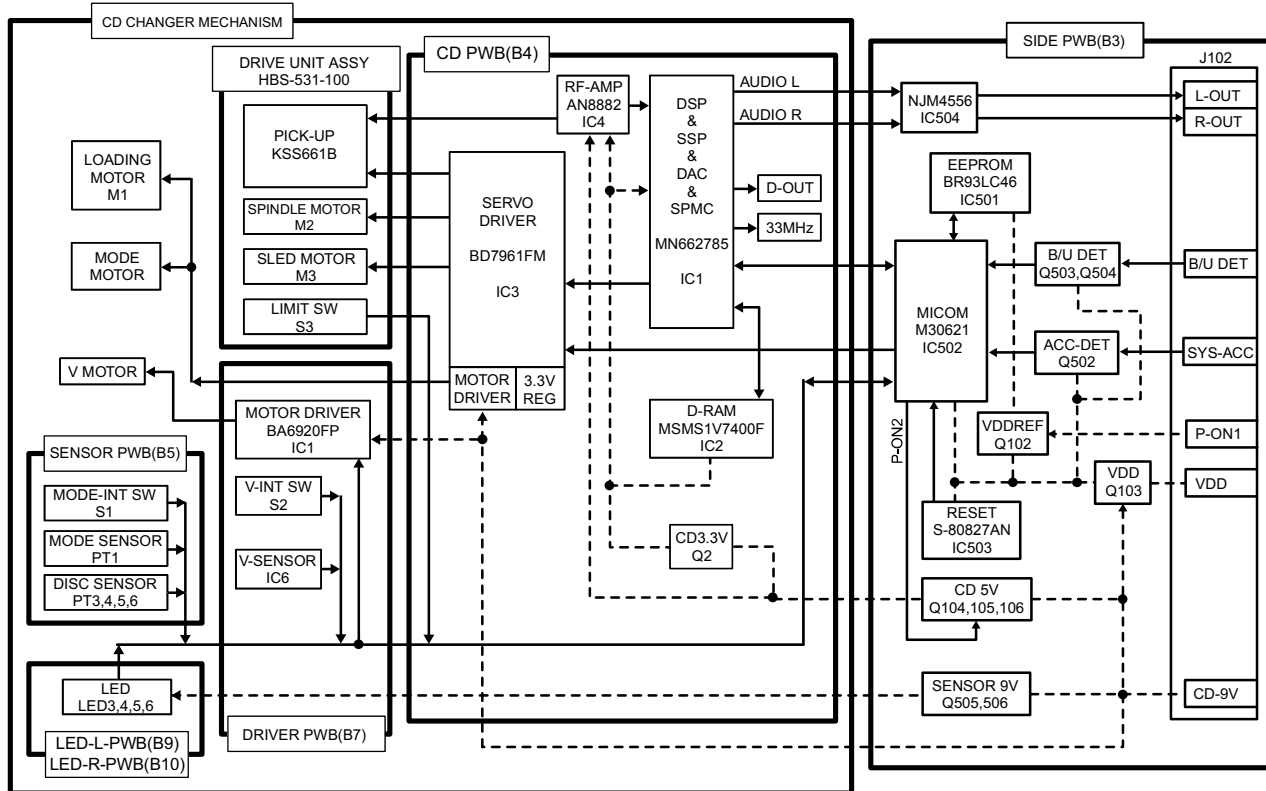 CD CHANGER MECHANISM
DRIVE UNIT ASSY
HBS-531-100
CD PWB(B4)
SIDE PWB(B3)
J102
RF-AMP
AN8882
IC4
DSP
&
SSP
&
DAC
&
SPMC
MN662785
IC1
AUDIO L
AUDIO R
NJM4556
IC504
L-OUT
R-OUT
PICK-UP
KSS661B
LOADING
MOTOR
M1
SERVO
DRIVER
BD7961FM
IC3
D-OUT
33MHz
EEPROM
BR93LC46
IC501
SPINDLE MOTOR
M2
MODE
MOTOR
SLED MOTOR
M3
B/U DET
Q503,Q504
B/U DET
LIMIT SW
S3
MICOM
M30621
IC502
ACC-DET
Q502
SYS-ACC
V MOTOR
MOTOR
DRIVER
3.3V
REG
MOTOR DRIVER
BA6920FP
IC1
D-RAM
MSMS1V7400F
IC2
P-ON2
VDDREF
Q102
P-ON1
SENSOR PWB(B5)
VDD
Q103
VDD
MODE-INT SW
S1
V-INT SW
S2
MODE SENSOR
PT1
RESET
S-80827AN
IC503
CD3.3V
Q2
V-SENSOR
IC6
DISC SENSOR
PT3,4,5,6
CD 5V
Q104,105,106
LED
LED3,4,5,6
SENSOR 9V
Q505,506
CD-9V
LED-L-PWB(B9)
LED-R-PWB(B10)
DRIVER PWB(B7)